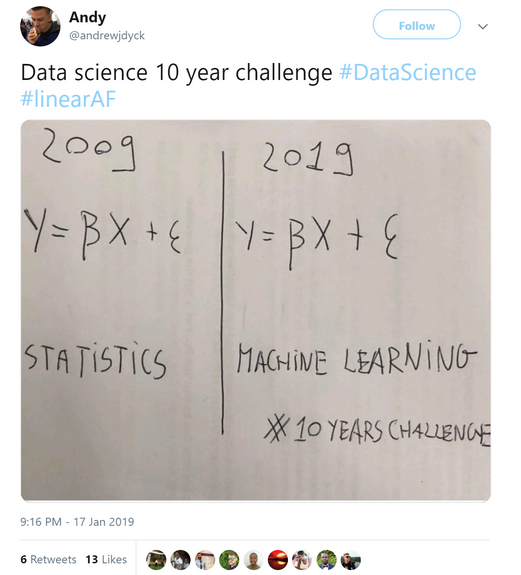 Andy
@andrewjdyck
Follow
Data science 10 year challenge #DataScience
#linearAF
2009
Y = βX + ε
STATISTICS
2019
Y = βX + ε
MACHINE LEARNING
# 10 YEARS CHALLENGE
9:16 PM - 17 Jan 2019
6 Retweets 13 Likes